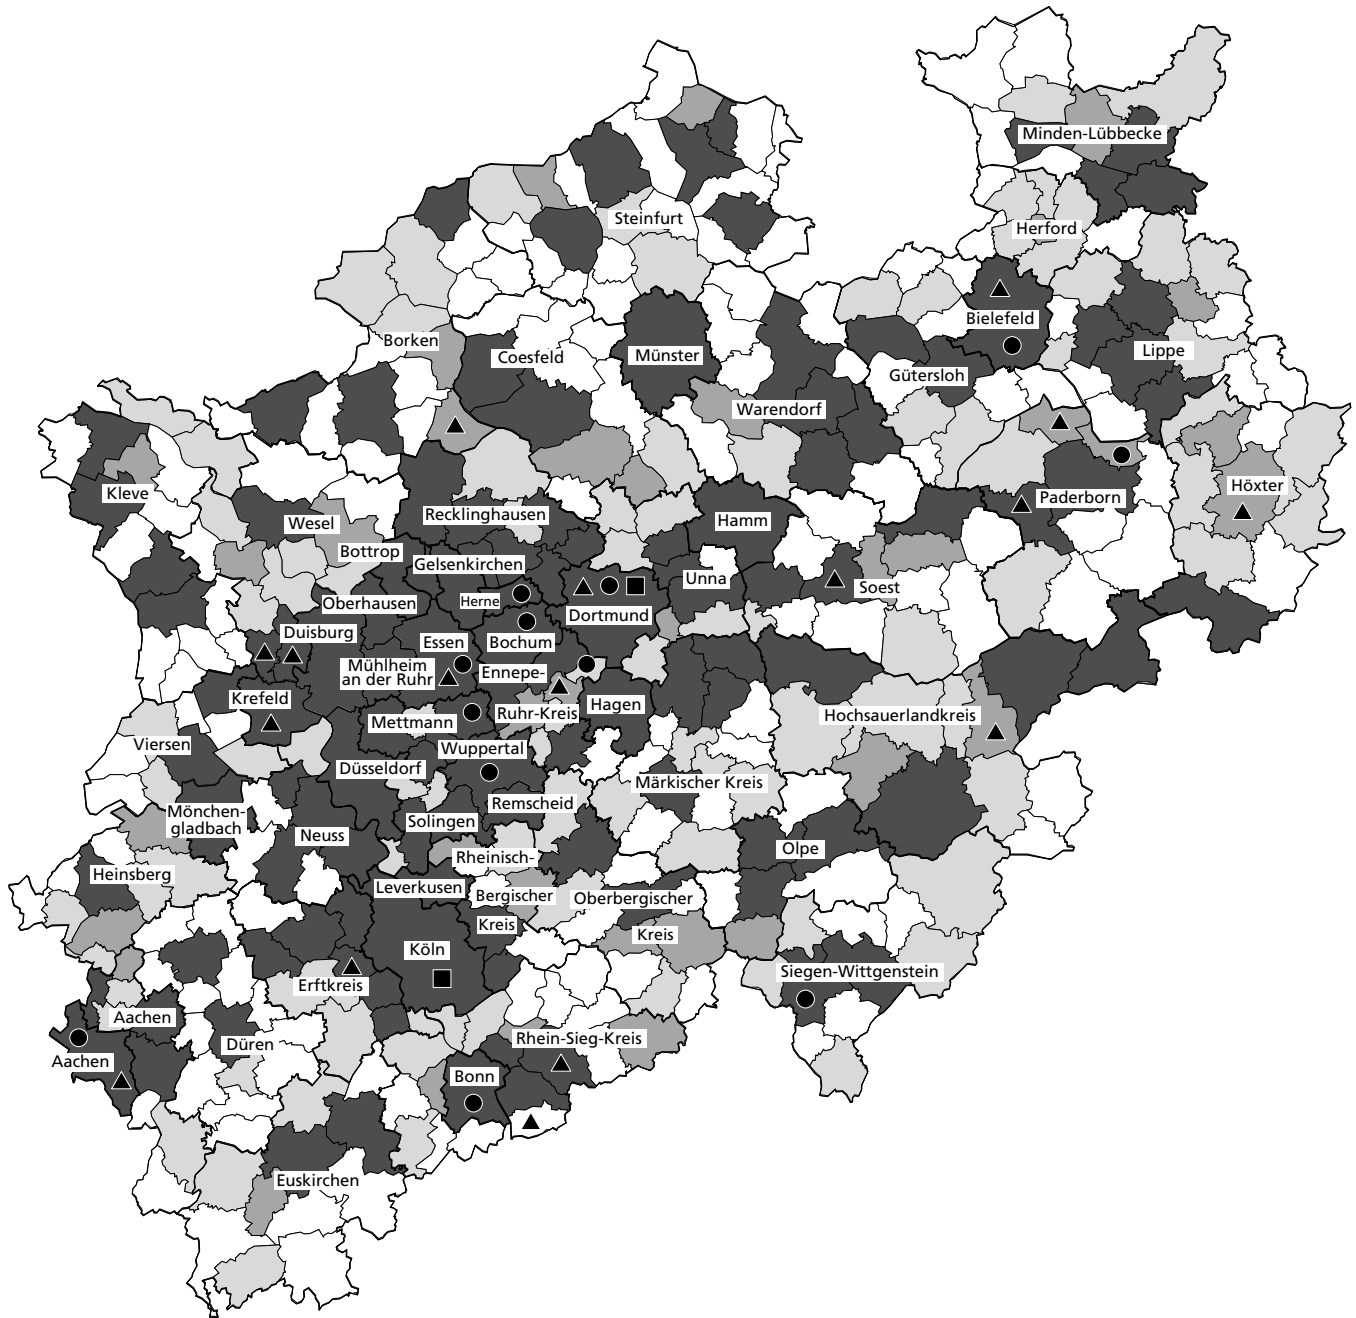 Minden-Lübbecke
Steinfurt
Herford
Bielefeld
Borken
Coesfeld
Münster
Lippe
Gütersloh
Warendorf
Kleve
Höxter
Paderborn
Wesel
Recklinghausen
Hamm
Bottrop
Gelsenkirchen
Unna
Soest
Oberhausen
Herne
Dortmund
Duisburg
Essen
Bochum
Mühlheim
an der Ruhr
Ennepe-
Ruhr-Kreis
Krefeld
Hagen
Mettmann
Hochsauerlandkreis
Viersen
Wuppertal
Düsseldorf
Märkischer Kreis
Remscheid
Mönchen-
gladbach
Solingen
Neuss
Olpe
Rheinisch-
Bergischer
Kreis
Heinsberg
Leverkusen
Oberbergischer
Kreis
Köln
Siegen-Wittgenstein
Erftkreis
Aachen
Düren
Rhein-Sieg-Kreis
Aachen
Bonn
Euskirchen